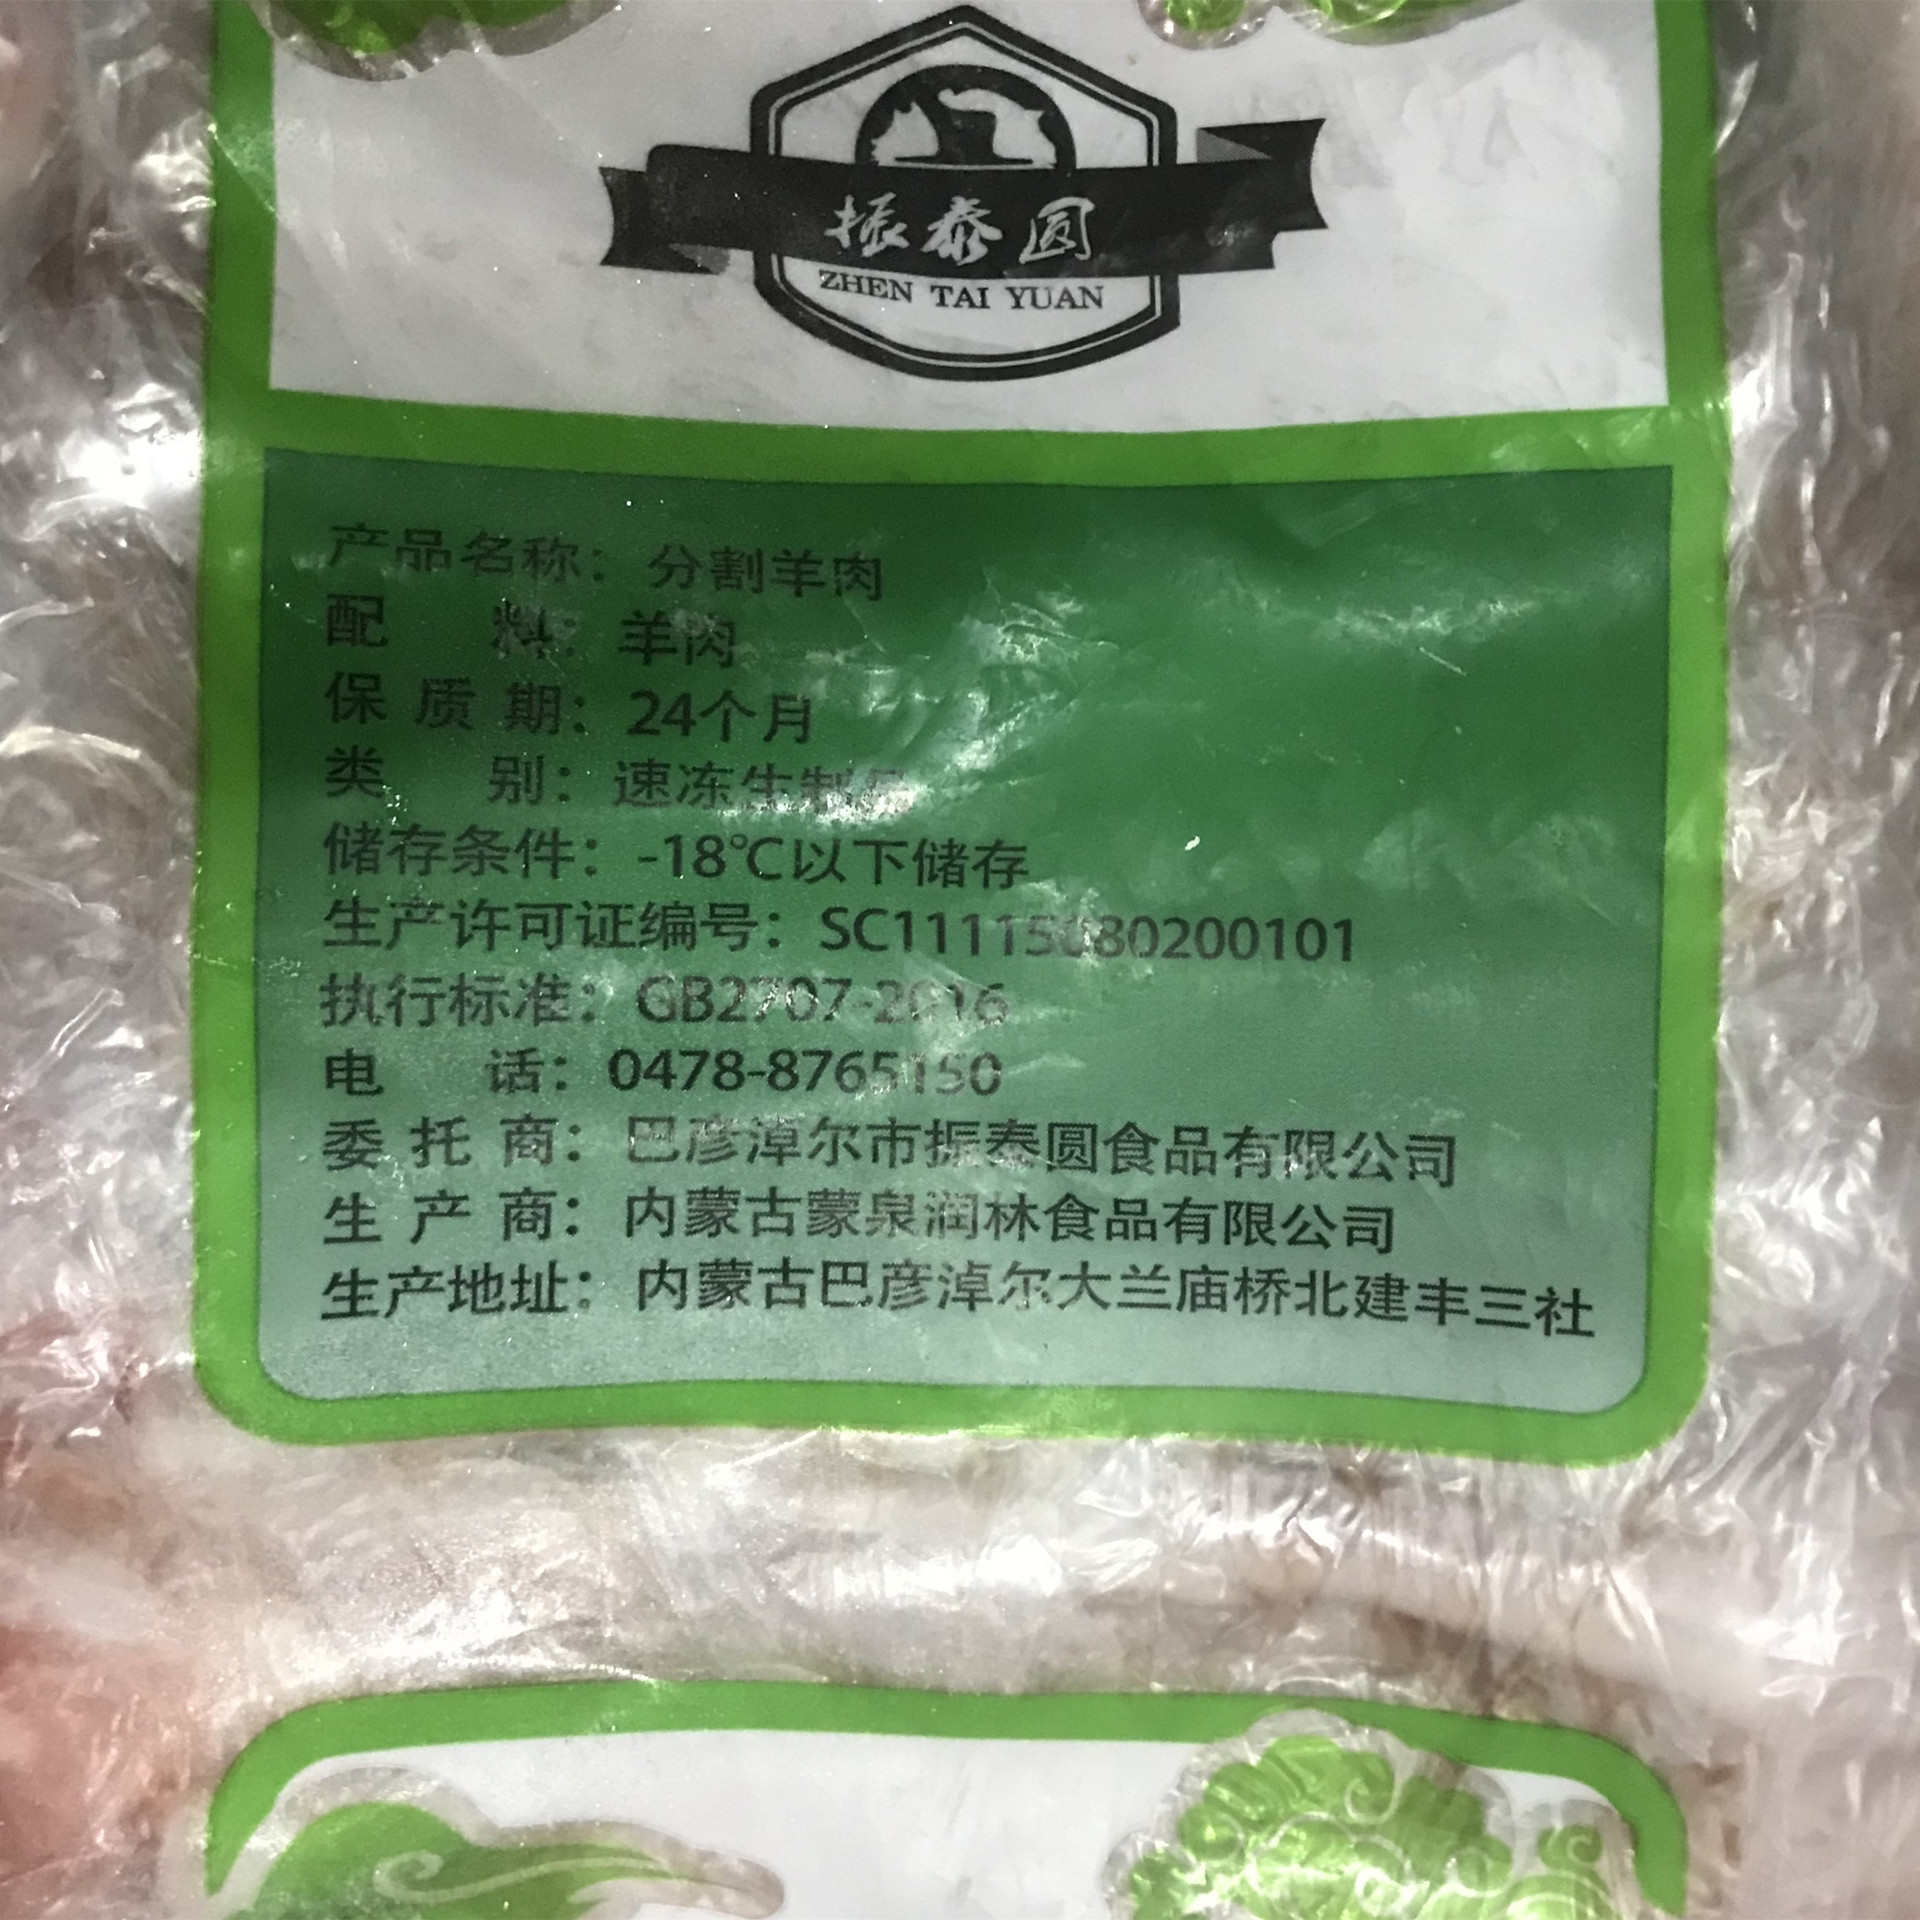 振泰圆
ZHEN TAI YUAN
产品名称：分割羊肉
配料：羊肉
保质期：24个月
类别：速冻生制品
储存条件：-18℃以下储存
生产许可证编号：SC11115080200101
执行标准：GB2707-2016
电话：0478-8765150
委托商：巴彦淖尔市振泰圆食品有限公司
生产商：内蒙古蒙泉润林食品有限公司
生产地址：内蒙古巴彦淖尔大兰庙桥北建丰三社